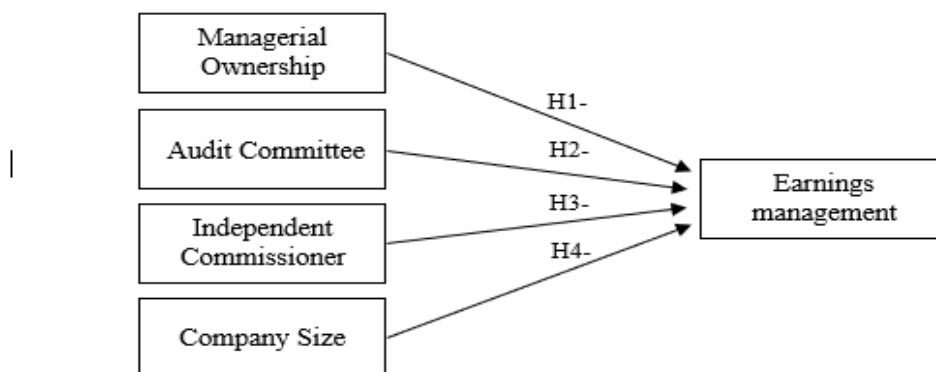 Managerial
Ownership
H1-
Audit Committee
H2-
Earnings
management
H3-
Independent
Commissioner
H4-
Company Size